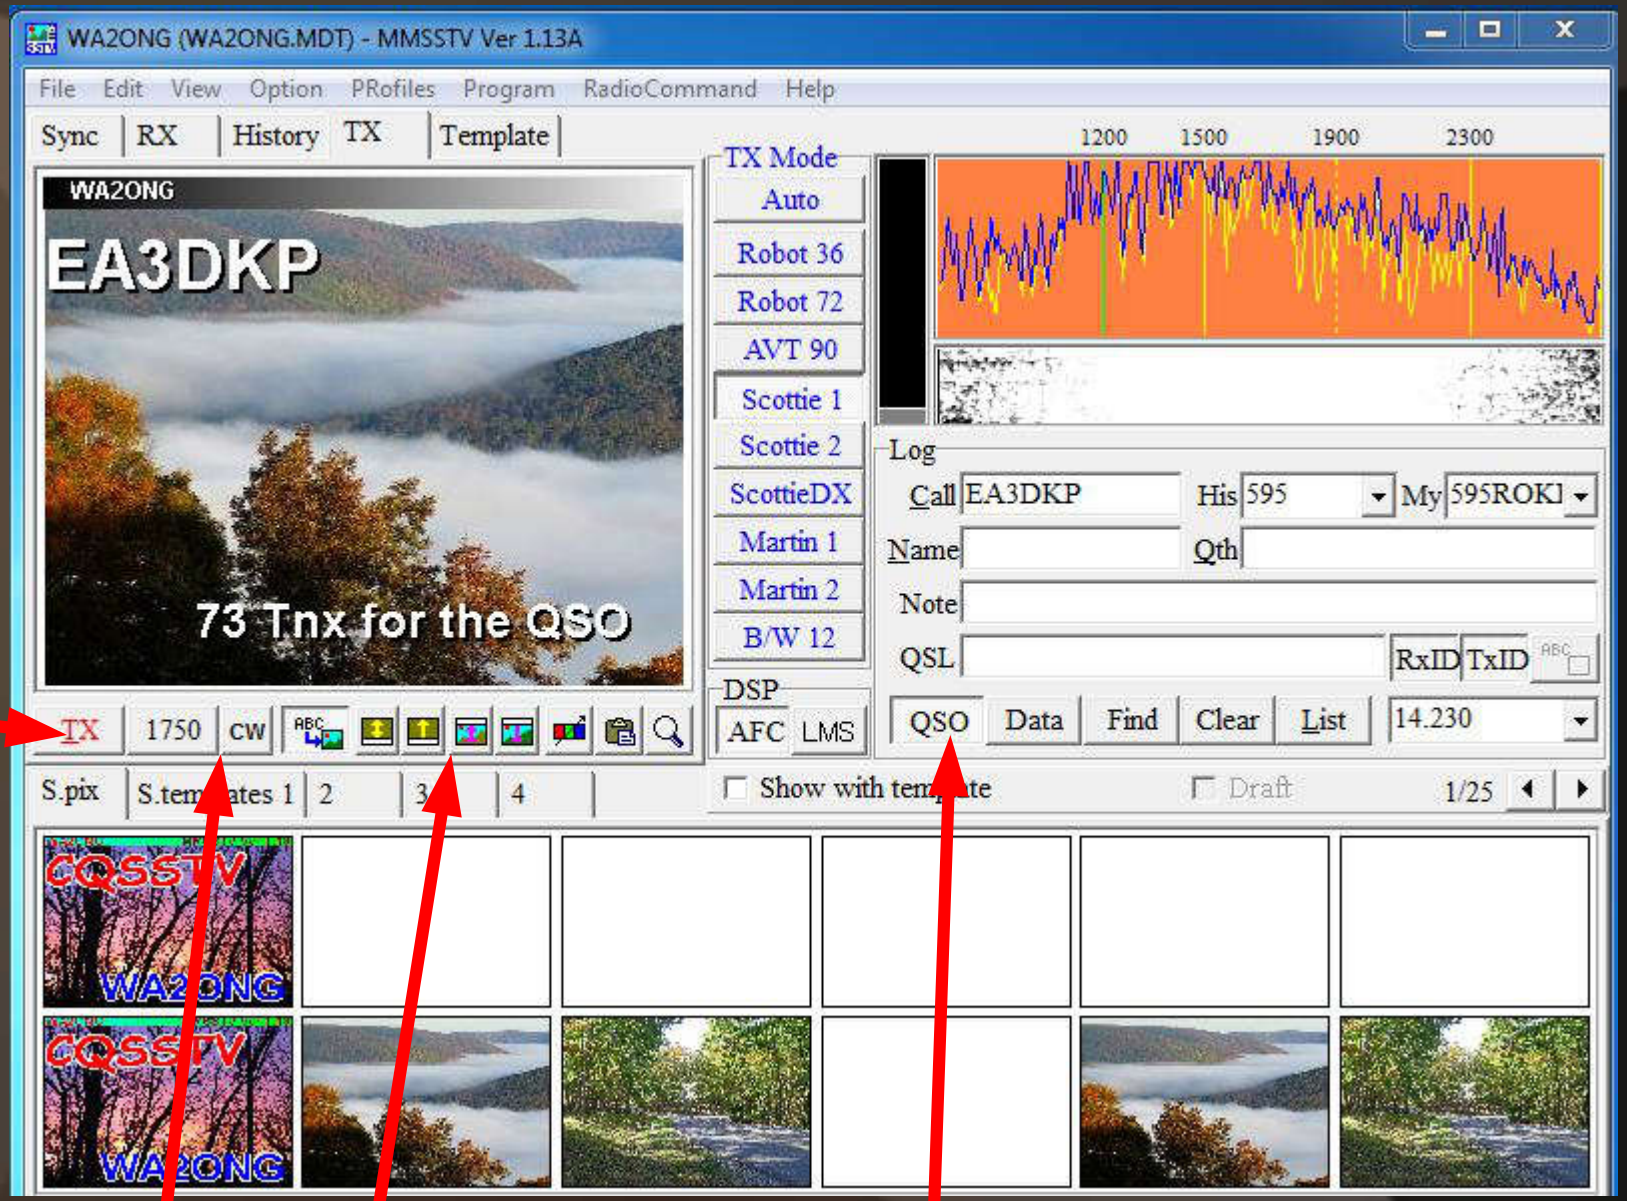 WA2ONG (WA2ONG.MDT) - MMSSTV Ver 1.13A
File Edit View Option PRofiles Program RadioCommand Help
Sync RX History TX Template
1200 1500 1900 2300
WA2ONG
EA3DKP
73 Tnx for the QSO
TX Mode
Auto
Robot 36
Robot 72
AVT 90
Scottie 1
Scottie 2
ScottieDX
Martin 1
Martin 2
B/W 12
DSP
AFC LMS
Log
Call EA3DKP His 595 My 595ROKI
Name Qth
Note
QSL RxID TxID ABC
QSO Data Find Clear List 14.230
TX 1750 CW ABC
S.pix S.templates 1 2 3 4
Show with template Draft 1/25
CQSSTV
WA2ONG
CQSSTV
WA2ONG